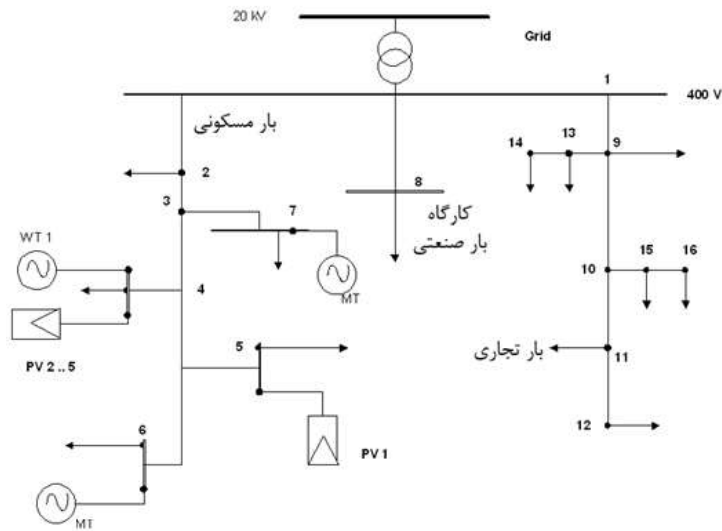 20 kV
Grid
1
400 V
بار مسکونی
2
3
7
8
14
13
9
کارگاه
بار صنعتی
WT 1
MT
4
10
15
16
PV 2 .. 5
5
بار تجاری
11
PV 1
6
12
MT